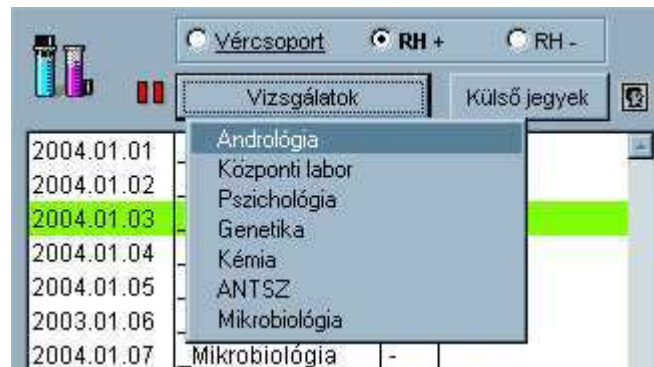 Vércsoport RH + RH -
Vizsgálatok Külső jegyek
Andrológia
Központi labor
Pszichológia
Genetika
Kémia
ANTSZ
Mikrobiológia
2004.01.01
2004.01.02
2004.01.03
2004.01.04
2004.01.05
2003.01.06
2004.01.07 _Mikrobiológia -